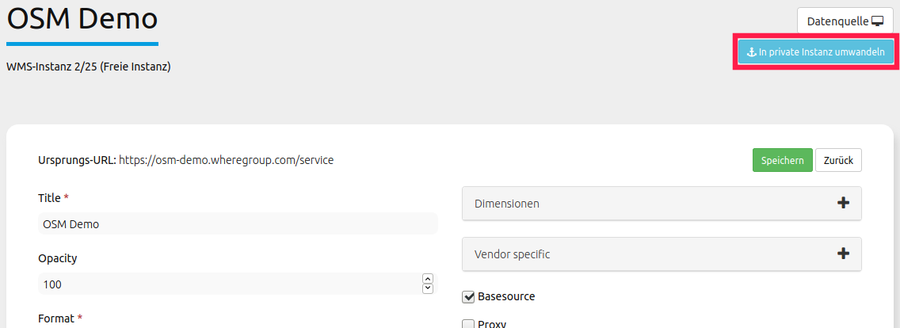 OSM Demo
Datenquelle
In private Instanz umwandeln
WMS-Instanz 2/25 (Freie Instanz)
Ursprungs-URL: https://osm-demo.wheregroup.com/service
Speichern
Zurück
Title *
OSM Demo
Dimensionen
Opacity
100
Vendor specific
Basesource
Format *
Proxy